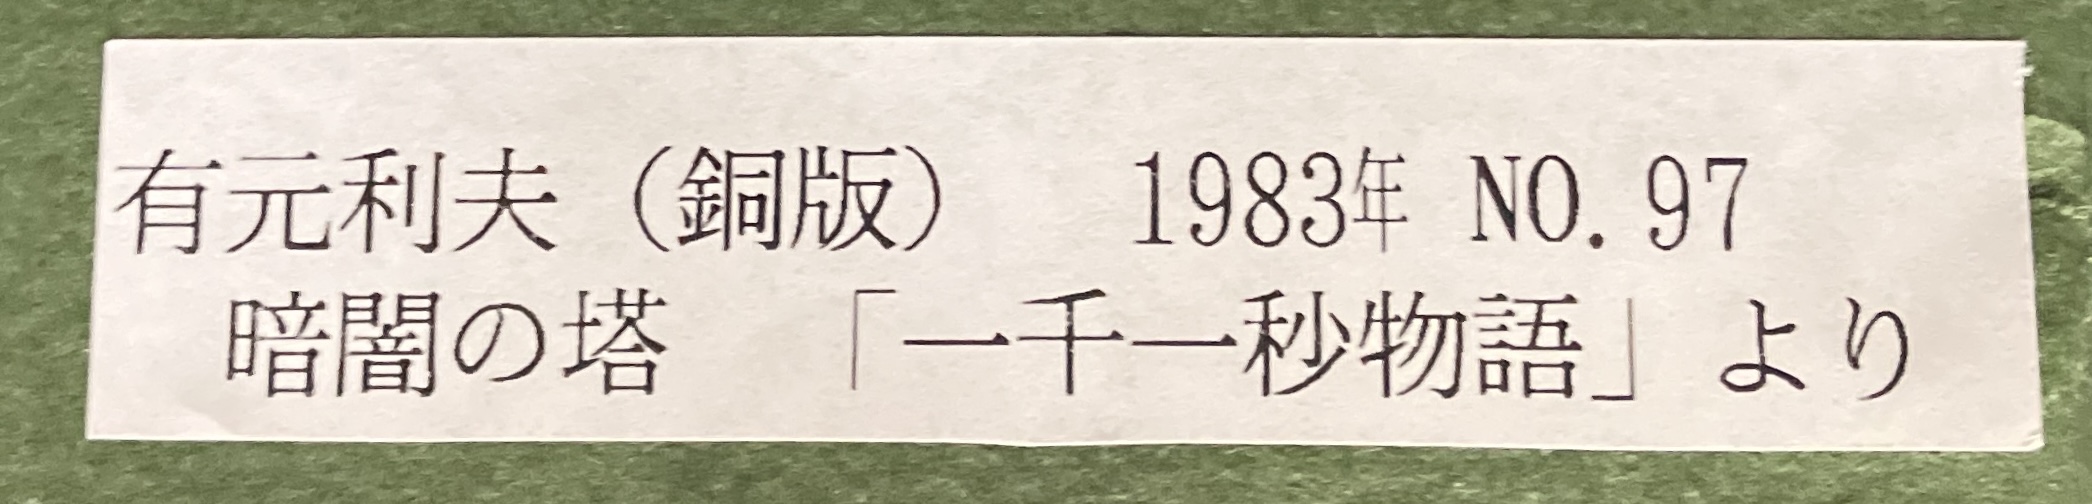 有元利夫（銅版）　1983年 NO. 97
暗闇の塔　「一千一秒物語」より